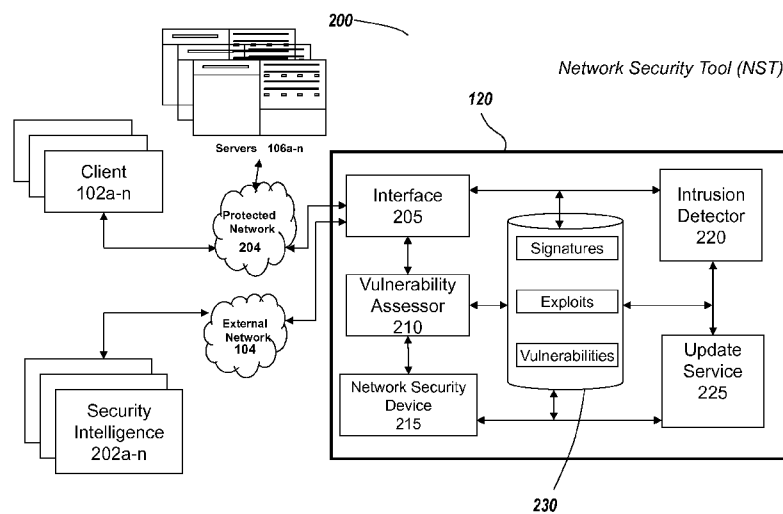 200
Network Security Tool (NST)
120
Servers 106a-n
Client
102a-n
Protected
Network
204
External
Network
104
Security
Intelligence
202a-n
Interface
205
Vulnerability
Assessor
210
Network Security
Device
215
Signatures
Exploits
Vulnerabilities
Intrusion
Detector
220
Update
Service
225
230